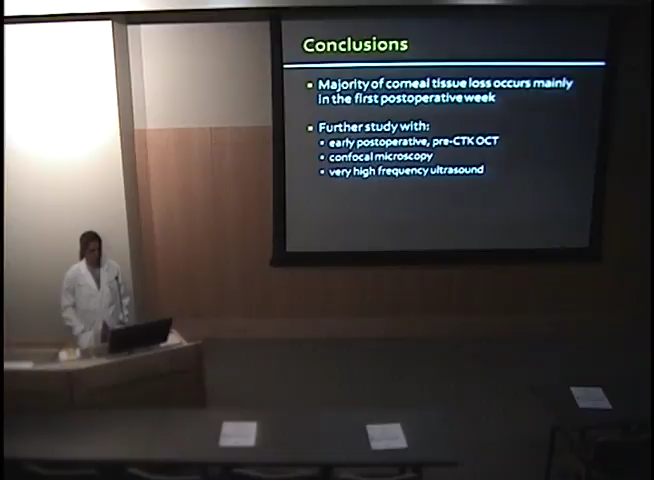 Conclusions
Majority of corneal tissue loss occurs mainly
in the first postoperative week
Further study with:
early postoperative, pre-CTK OCT
confocal microscopy
very high frequency ultrasound